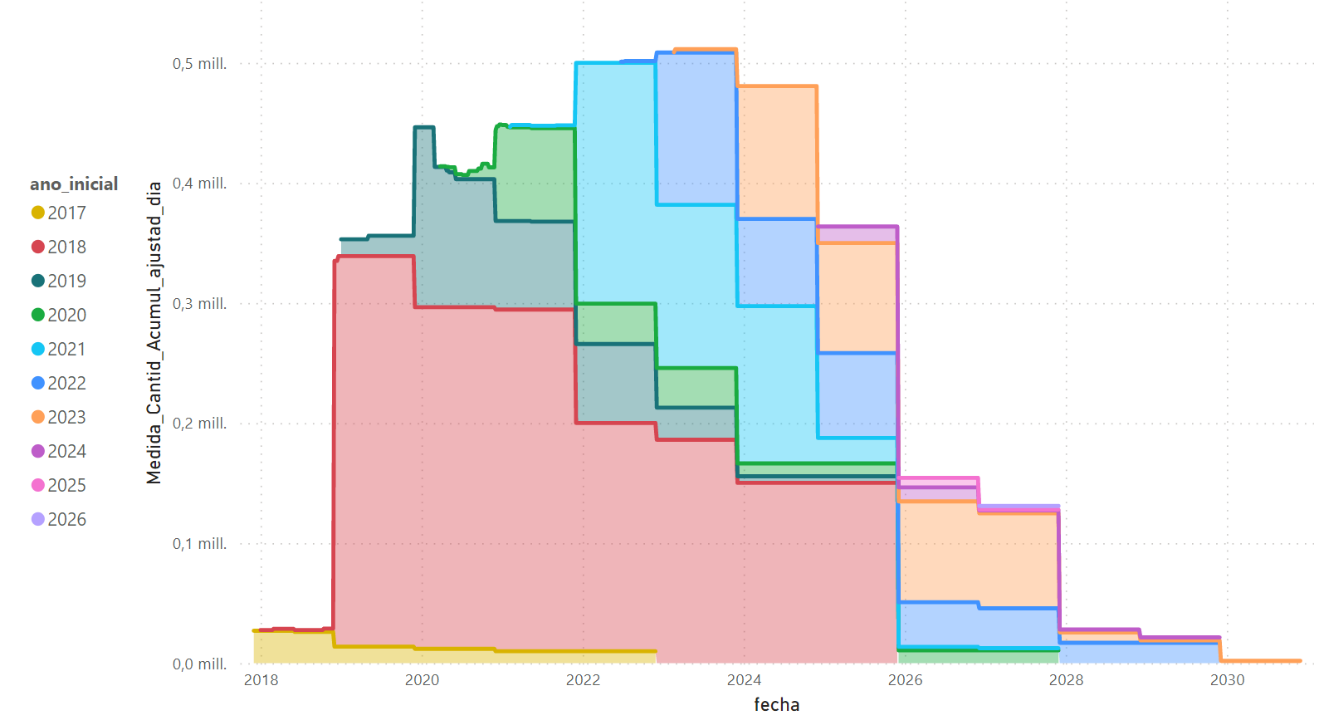 ano_inicial
2017
2018
2019
2020
2021
2022
2023
2024
2025
2026
Medida_Cantid_Acumul_ajustad_dia
0,5 mill.
0,4 mill.
0,3 mill.
0,2 mill.
0,1 mill.
0,0 mill.
2018 2020 2022 2024 2026 2028 2030
fecha